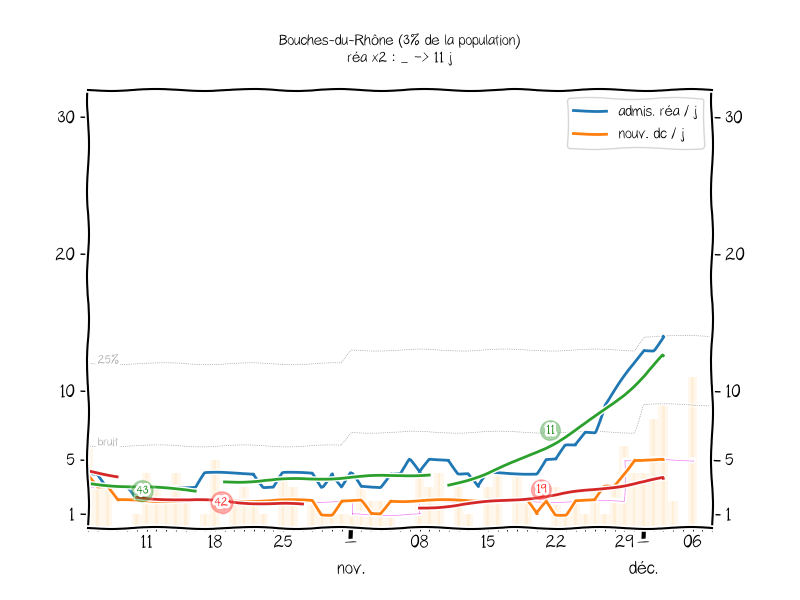 Bouches-du-Rhône (3% de la population)
réa x2 : _ -> 11 j
admis. réa / j
nouv. dc / j
30
30
20
20
25%
10
10
bruit
11
5
5
43
42
19
1
1
11 18 25 08 15 22 29 06
nov. déc.